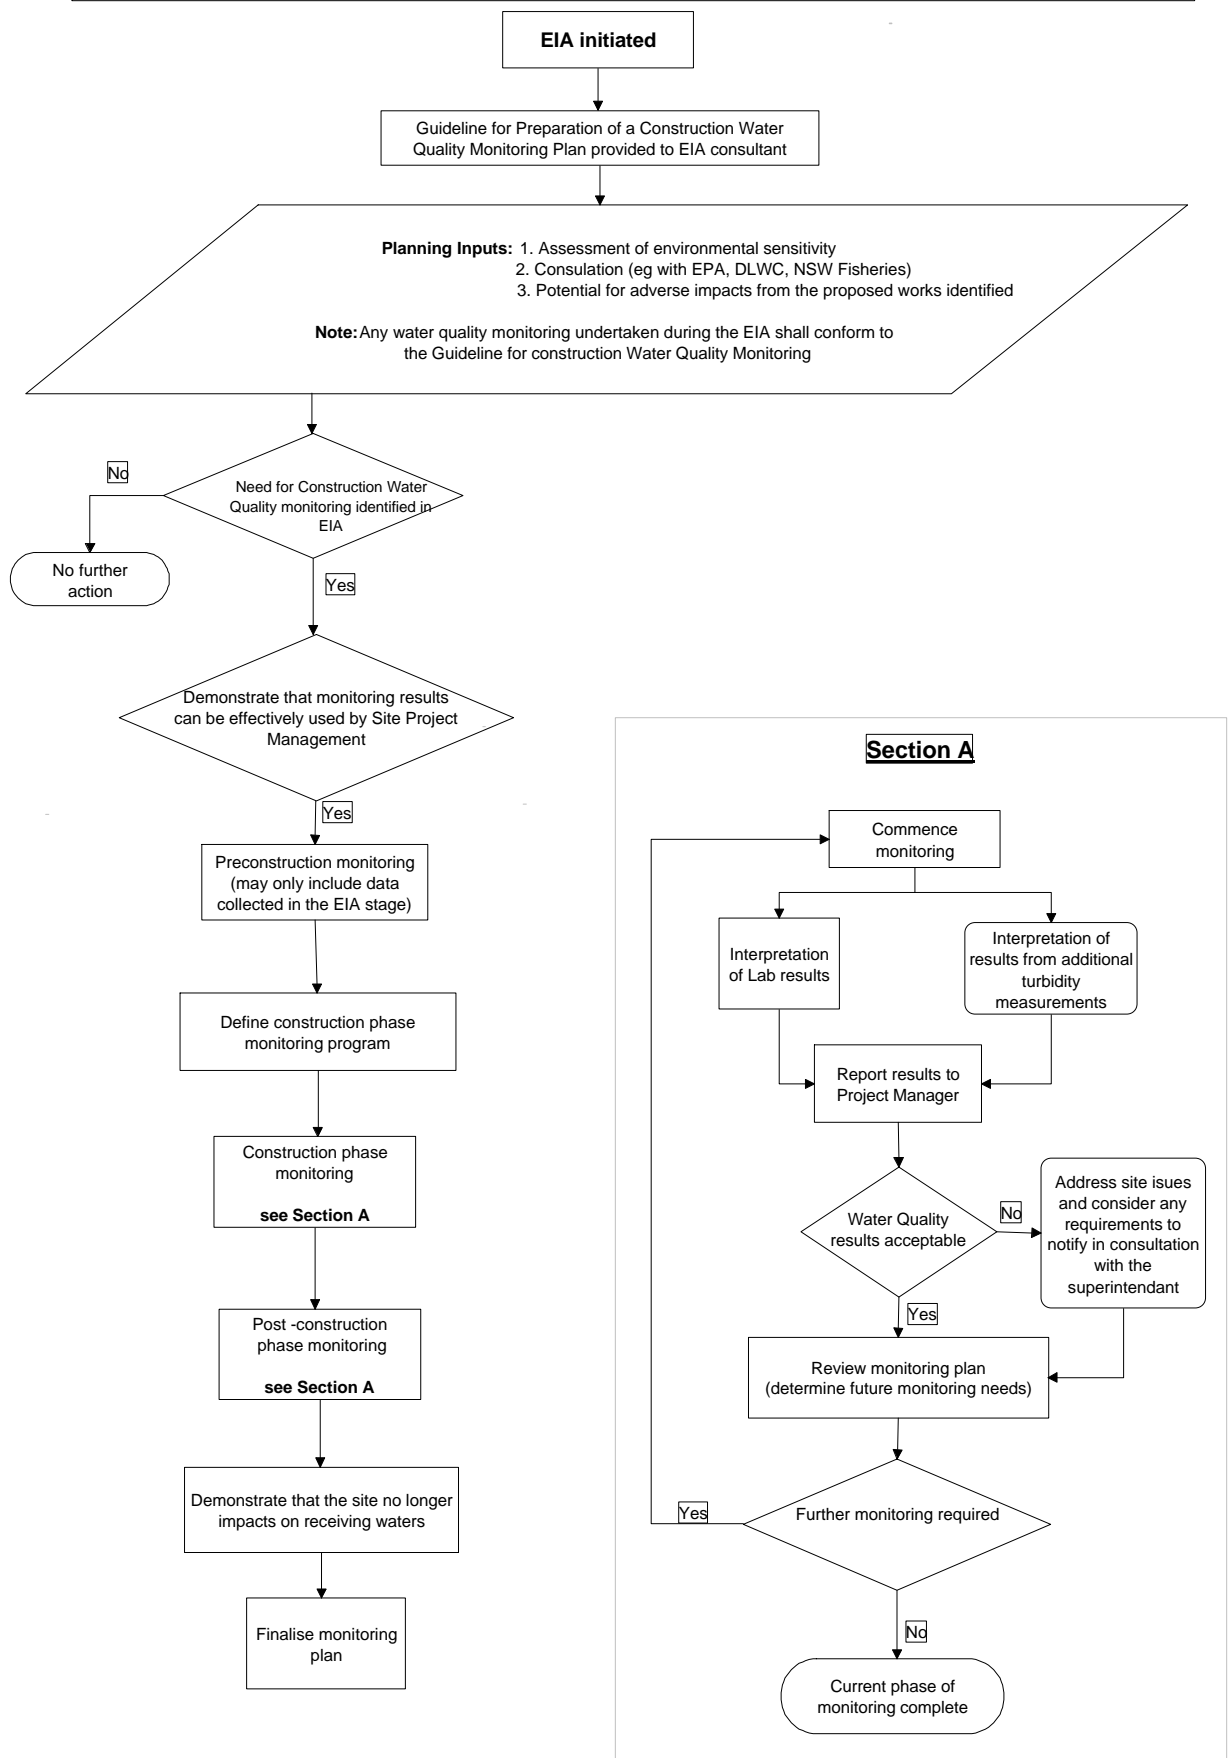 EIA initiated
Guideline for Preparation of a Construction Water
Quality Monitoring Plan provided to EIA consultant
Planning Inputs: 1. Assessment of environmental sensitivity
2. Consulation (eg with EPA, DLWC, NSW Fisheries)
3. Potential for adverse impacts from the proposed works identified
Note: Any water quality monitoring undertaken during the EIA shall conform to
the Guideline for construction Water Quality Monitoring
No
Need for Construction Water
Quality monitoring identified in
EIA
No further
action
Yes
Demonstrate that monitoring results
can be effectively used by Site Project
Management
Yes
Preconstruction monitoring
(may only include data
collected in the EIA stage)
Define construction phase
monitoring program
Construction phase
monitoring
see Section A
Post -construction
phase monitoring
see Section A
Demonstrate that the site no longer
impacts on receiving waters
Finalise monitoring
plan
Section A
Commence
monitoring
Interpretation
of Lab results
Interpretation of
results from additional
turbidity
measurements
Report results to
Project Manager
Water Quality
results acceptable
No
Address site isues
and consider any
requirements to
notify in consultation
with the
superintendant
Yes
Review monitoring plan
(determine future monitoring needs)
Further monitoring required
Yes
No
Current phase of
monitoring complete